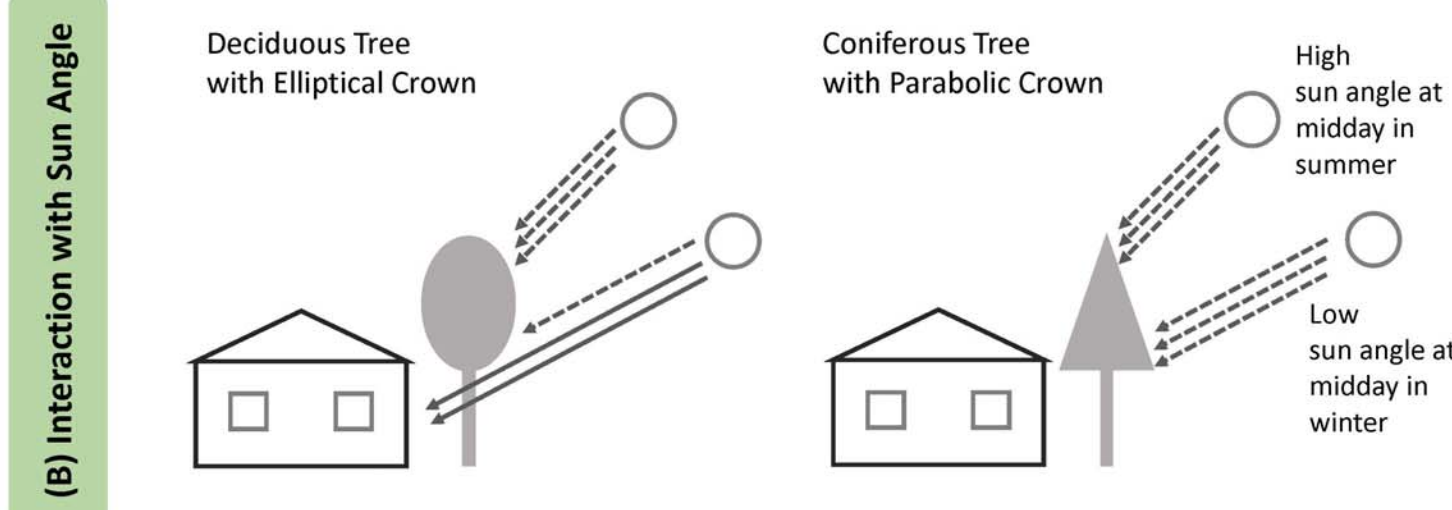 (B) Interaction with Sun Angle
Deciduous Tree
with Elliptical Crown
Coniferous Tree
with Parabolic Crown
High
sun angle at
midday in
summer
Low
sun angle at
midday in
winter